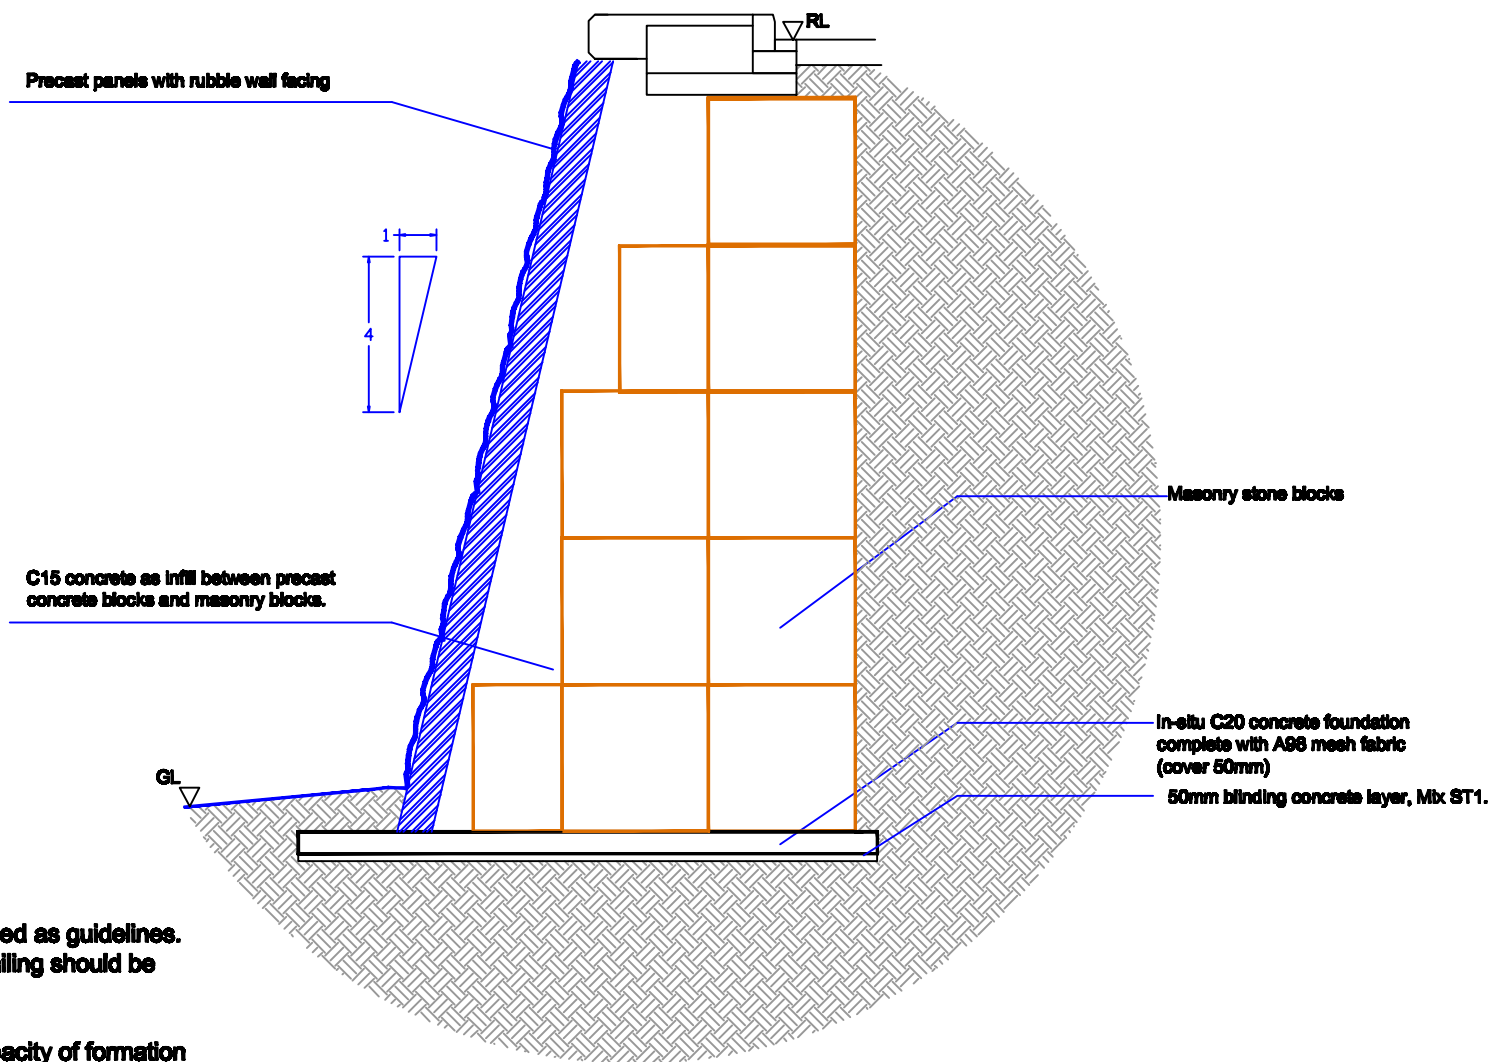 RL
Precast panels with rubble wall facing
1
4
Masonry stone blocks
C15 concrete as infill between precast
concrete blocks and masonry blocks.
In-situ C20 concrete foundation
complete with A98 mesh fabric
(cover 50mm)
GL
50mm blinding concrete layer, Mix ST1.
ed as guidelines.
iling should be
acity of formation